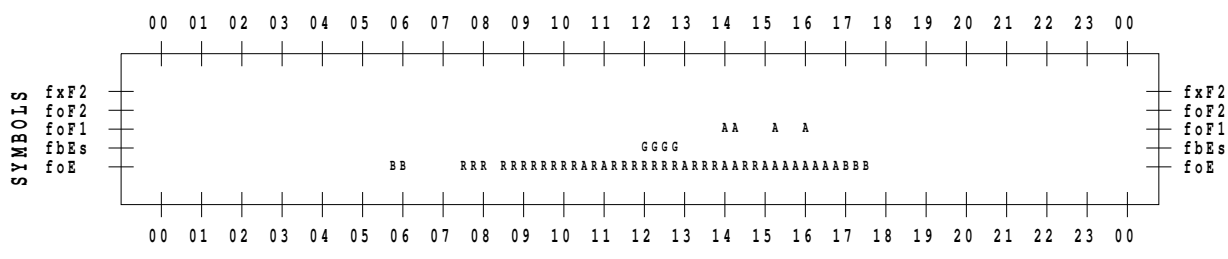 00 01 02 03 04 05 06 07 08 09 10 11 12 13 14 15 16 17 18 19 20 21 22 23 00
SYMBOLS
fxF2 fxF2
foF2 foF2
foF1 AA A A foF1
fbEs GGGG fbEs
foE BB RRR RRRRRRRRARARRRRRRRARRRAARRAAAAAAAABBB foE
00 01 02 03 04 05 06 07 08 09 10 11 12 13 14 15 16 17 18 19 20 21 22 23 00